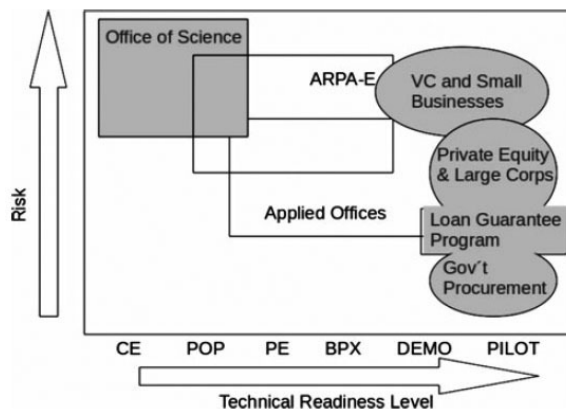 Office of Science
ARPA-E
VC and Small
Businesses
Private Equity
& Large Corps
Applied Offices
Loan Guarantee
Program
Gov´t
Procurement
Risk
CE POP PE BPX DEMO PILOT
Technical Readiness Level